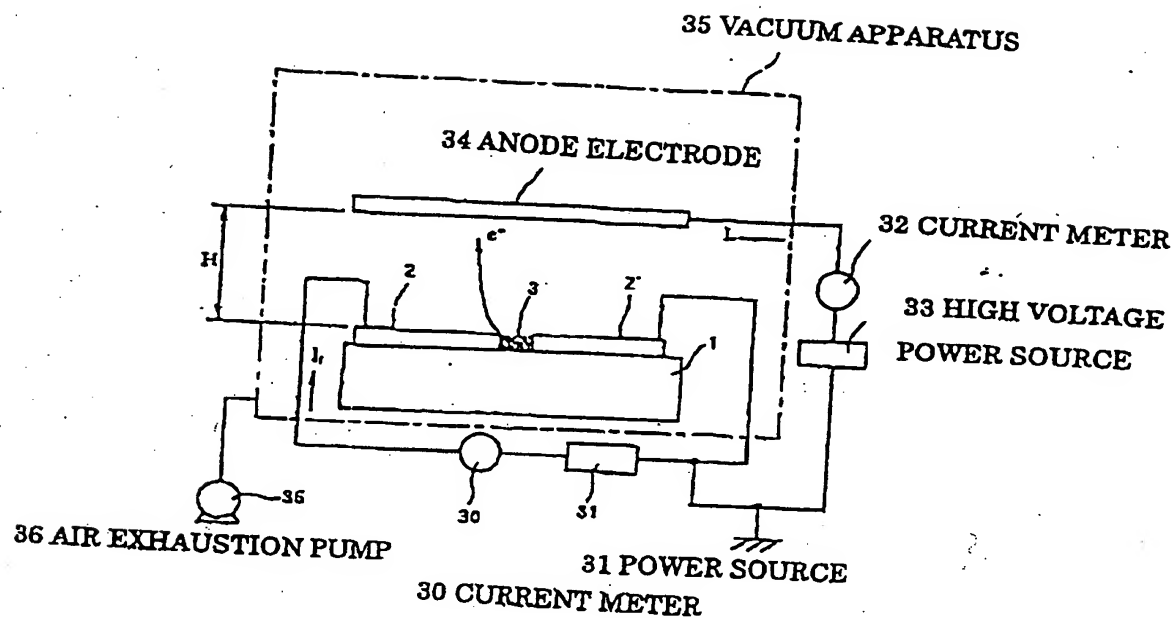 35 VACUUM APPARATUS
34 ANODE ELECTRODE
32 CURRENT METER
H
e-
2
3
2'
33 HIGH VOLTAGE
POWER SOURCE
1
If
36
30
31
36 AIR EXHAUSTION PUMP
31 POWER SOURCE
30 CURRENT METER